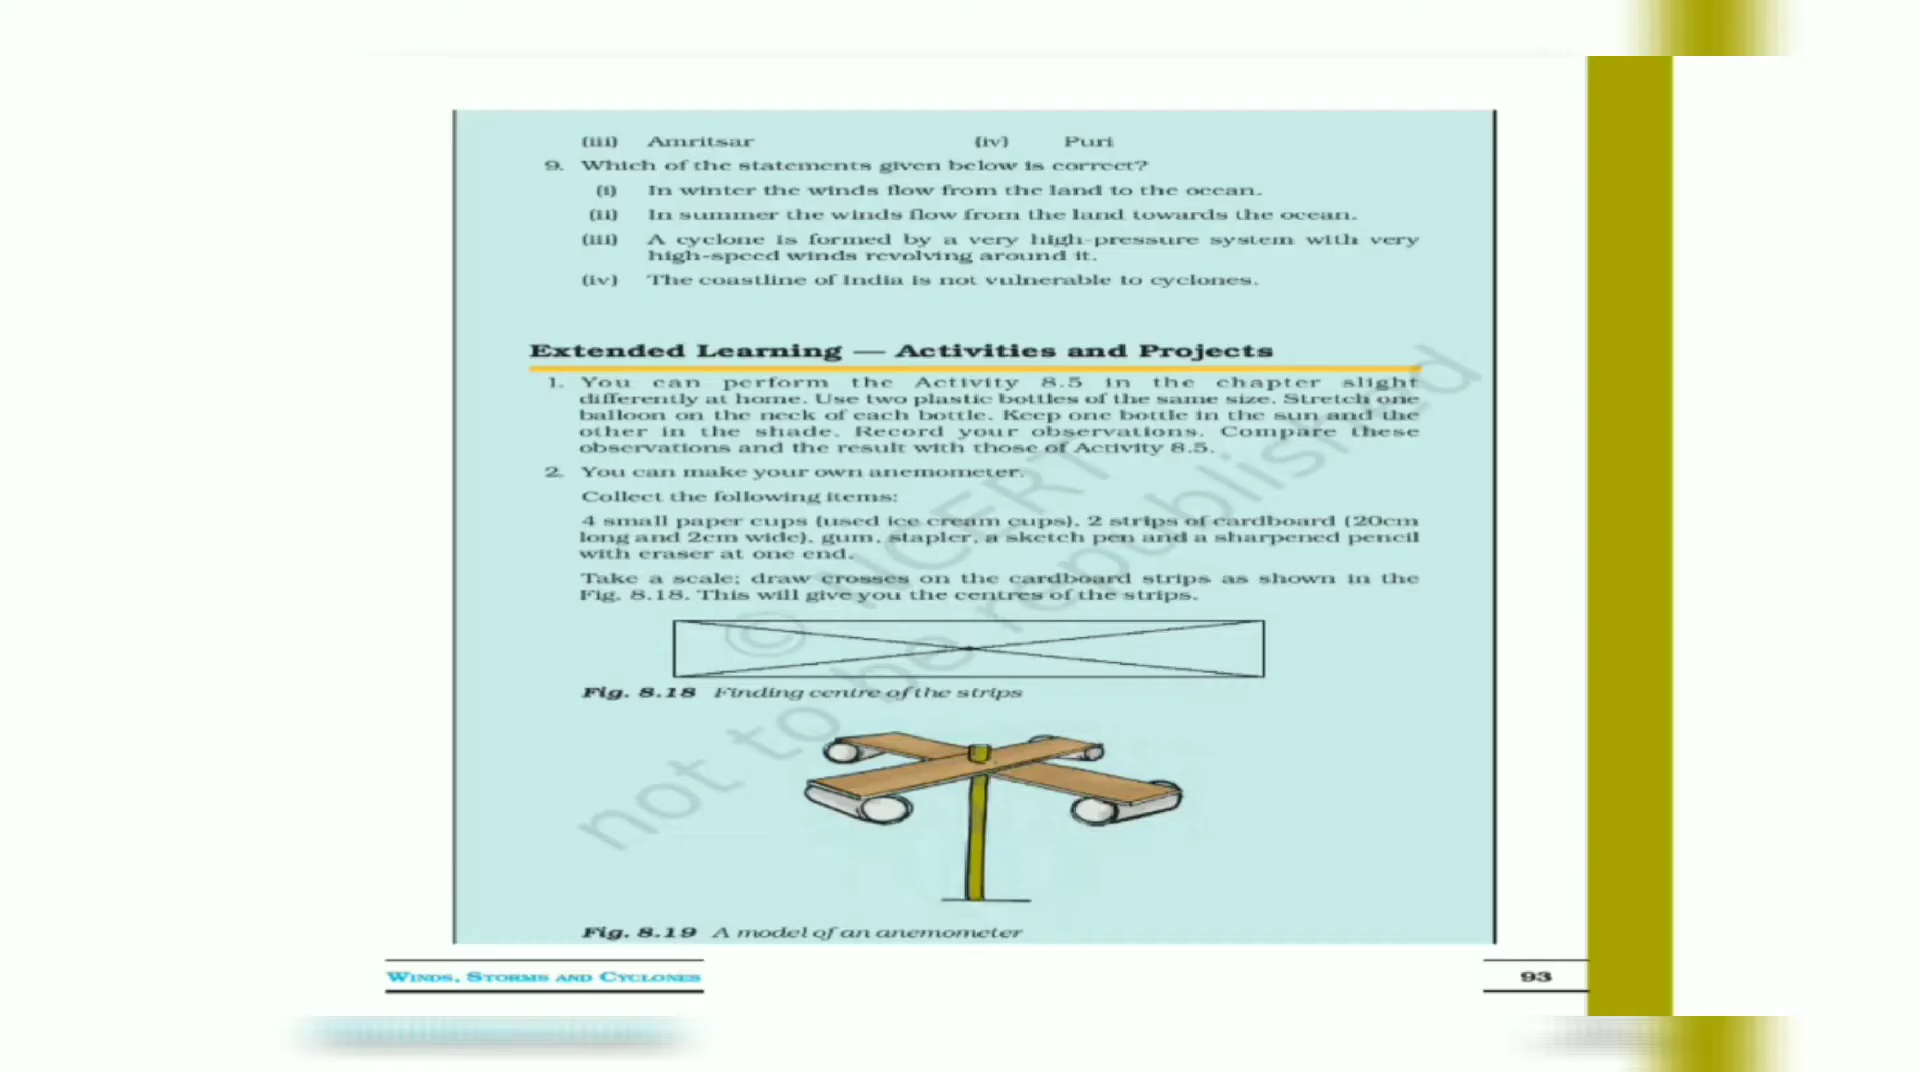 (iii) Amritsar (iv) Puri
9. Which of the statements given below is correct?
(i) In winter the winds flow from the land to the ocean.
(ii) In summer the winds flow from the land towards the ocean.
(iii) A cyclone is formed by a very high-pressure system with very
high-speed winds revolving around it.
(iv) The coastline of India is not vulnerable to cyclones.
Extended Learning — Activities and Projects
1. You can perform the Activity 8.5 in the chapter slight
differently at home. Use two plastic bottles of the same size. Stretch one
balloon on the neck of each bottle. Keep one bottle in the sun and the
other in the shade. Record your observations. Compare these
observations and the result with those of Activity 8.5.
2. You can make your own anemometer.
Collect the following items:
4 small paper cups (used ice cream cups), 2 strips of cardboard (20cm
long and 2cm wide), gum, stapler, a sketch pen and a sharpened pencil
with eraser at one end.
Take a scale; draw crosses on the cardboard strips as shown in the
Fig. 8.18. This will give you the centres of the strips.
Fig. 8.18 Finding centre of the strips
Fig. 8.19 A model of an anemometer
WINDS, STORMS AND CYCLONES
93
© NCERT
not to be republished